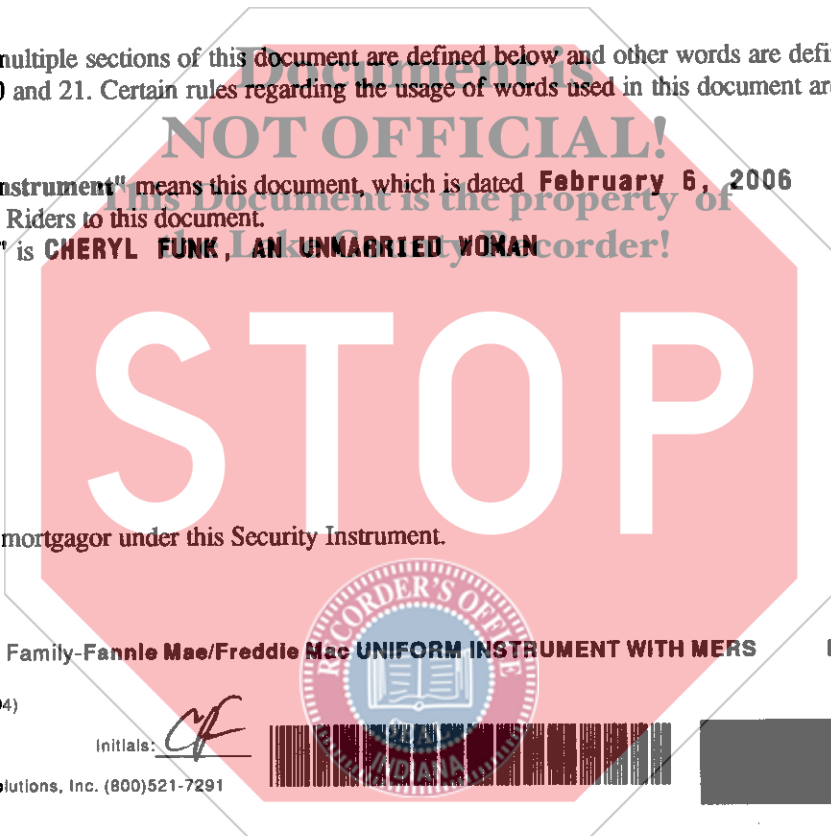 multiple sections of this document are defined below and other words are defi
Document is
and 21. Certain rules regarding the usage of words used in this document ar
NOT OFFICIAL!
nstrument" means this document, which is dated February 6, 2006
This Document is the property of
Riders to this document.
the Lake County Recorder!
" is CHERYL FUNK, AN UNMARRIED WOMAN
STOP
mortgagor under this Security Instrument.
RECORDER'S OFFICE
Family-Fannie Mae/Freddie Mac UNIFORM INSTRUMENT WITH MERS
4)
Initials: CF
INDIANA
lutions, Inc. (800)521-7291